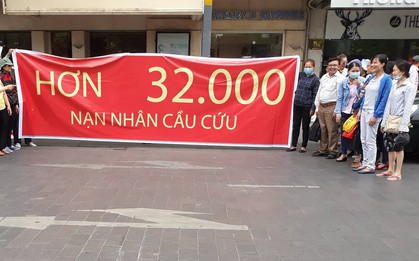 HƠN 32.000
NẠN NHÂN CẦU CỨU